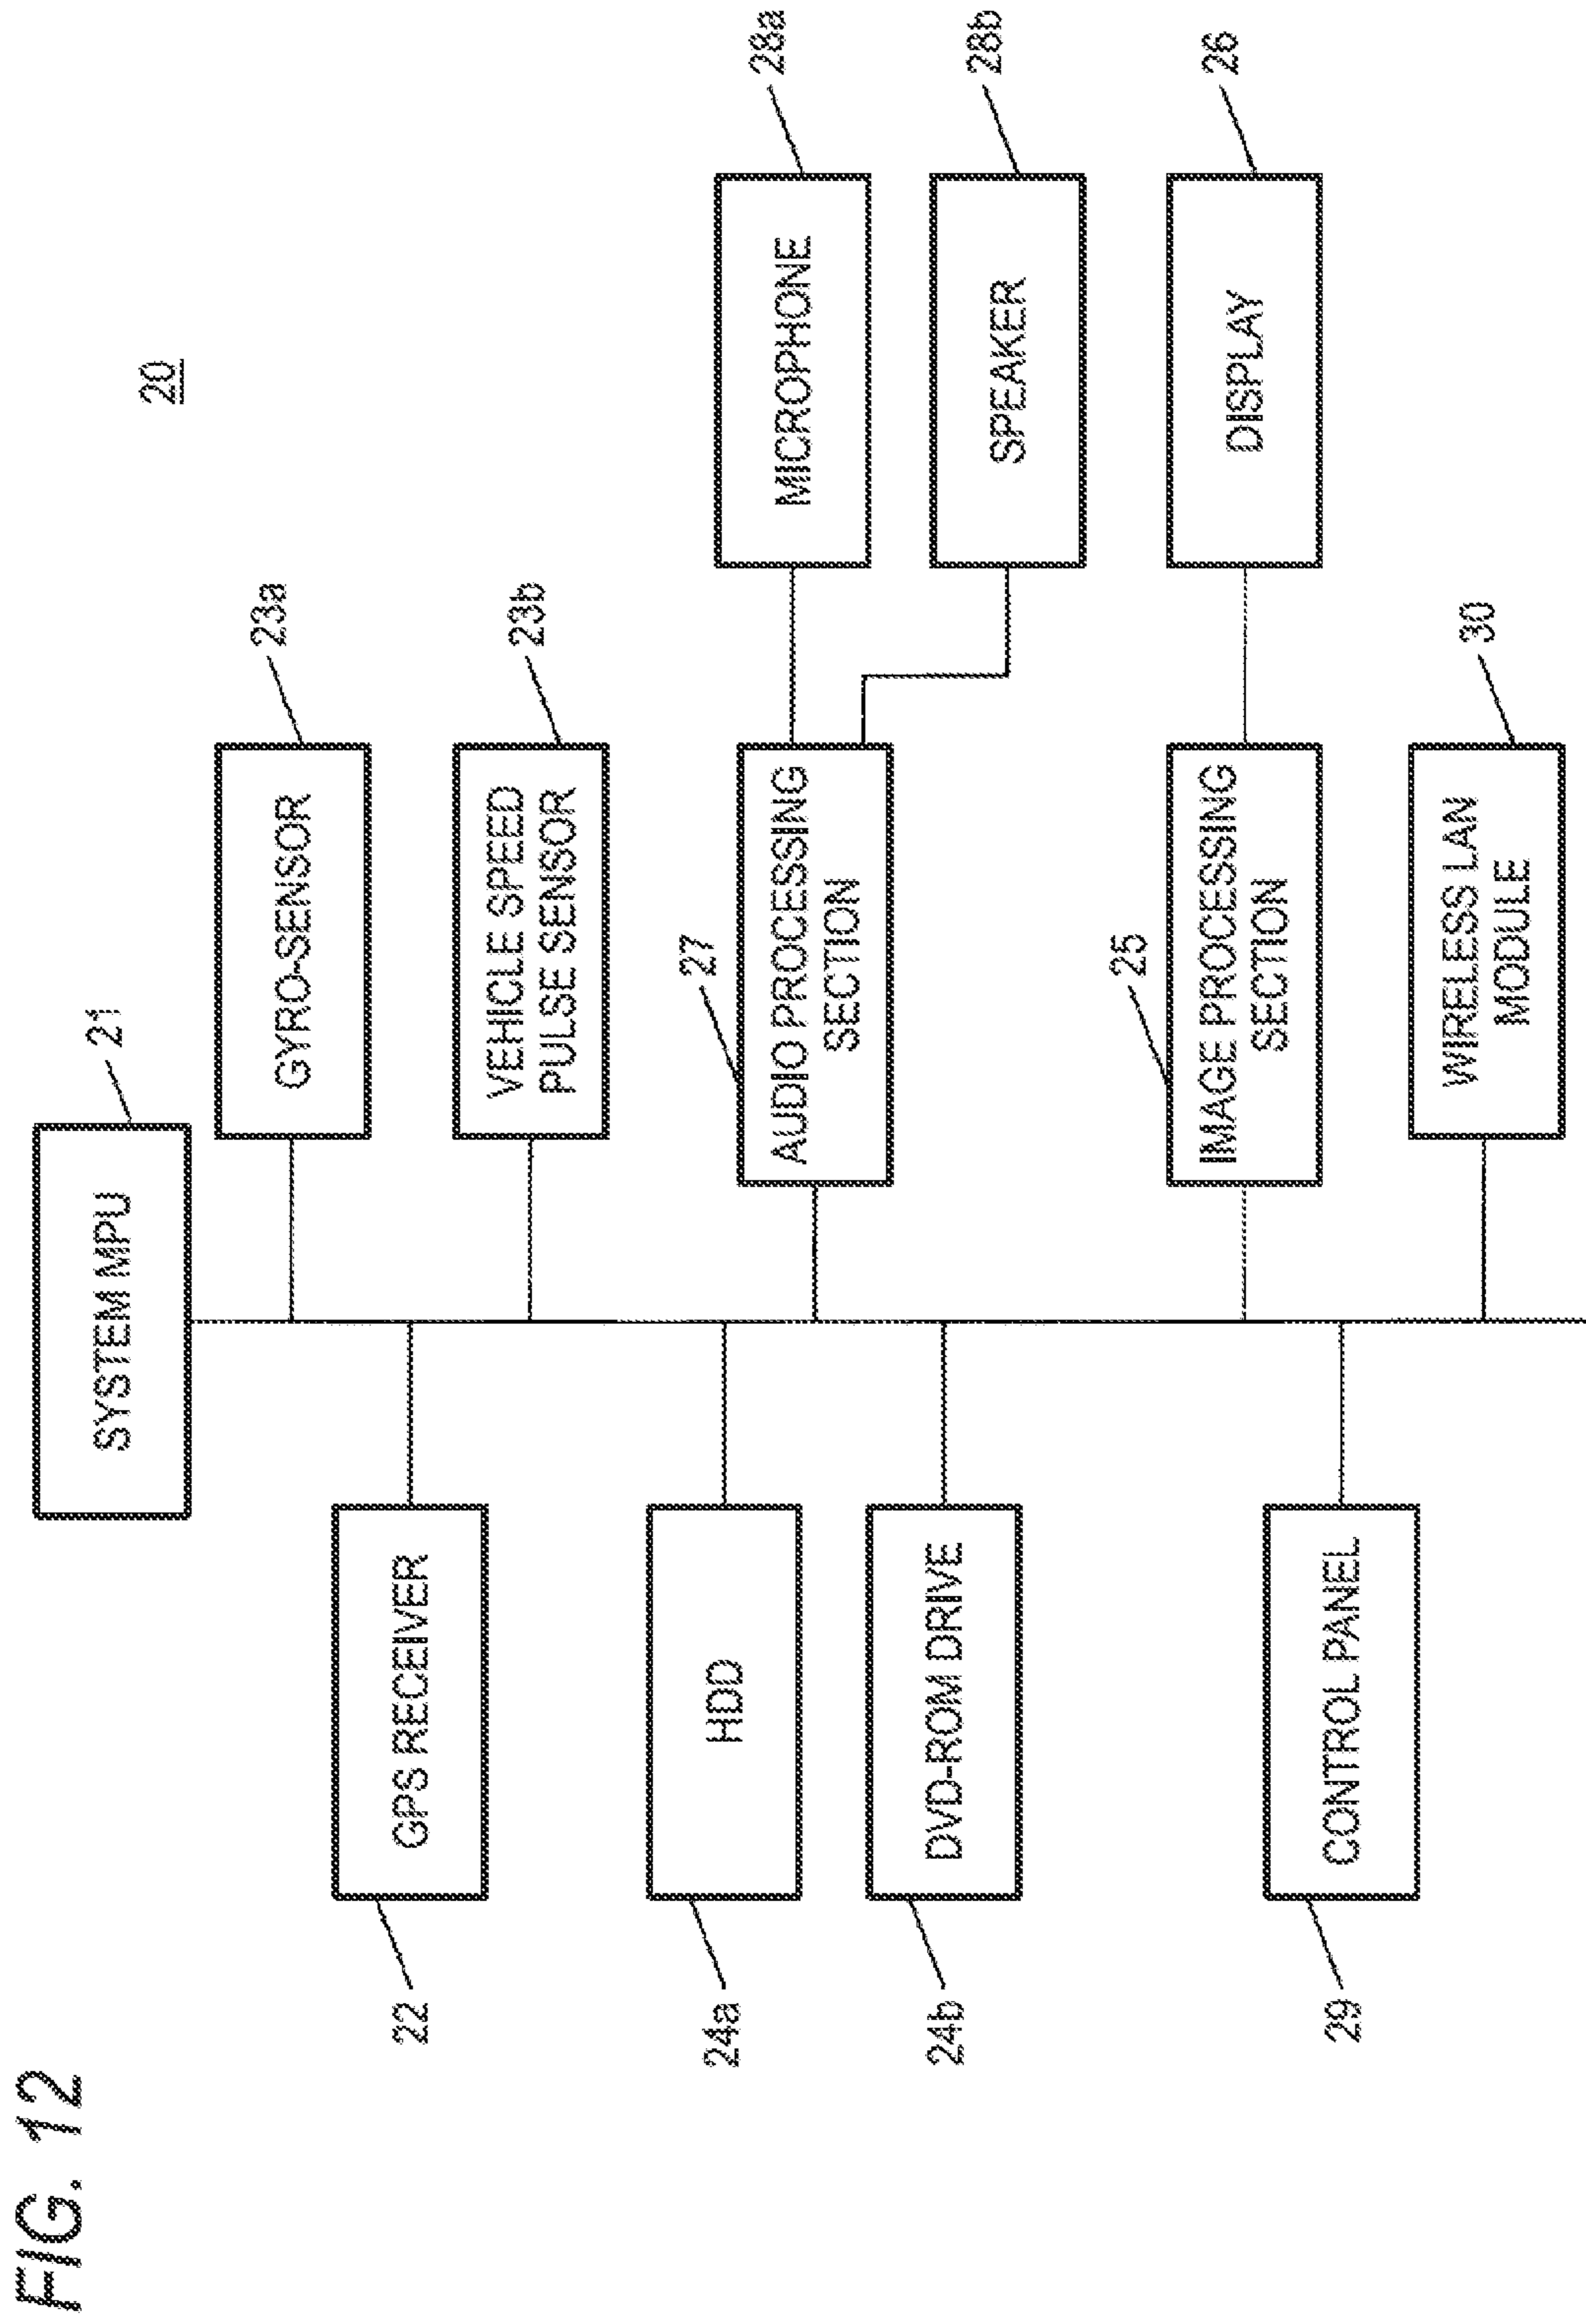 FIG. 12
20
SYSTEM MPU
21
GYRO-SENSOR
23a
GPS RECEIVER
22
VEHICLE SPEED
PULSE SENSOR
23b
HDD
24a
27
AUDIO PROCESSING
SECTION
MICROPHONE
28a
SPEAKER
28b
DVD-ROM DRIVE
24b
25
IMAGE PROCESSING
SECTION
DISPLAY
26
CONTROL PANEL
29
WIRELESS LAN
MODULE
30